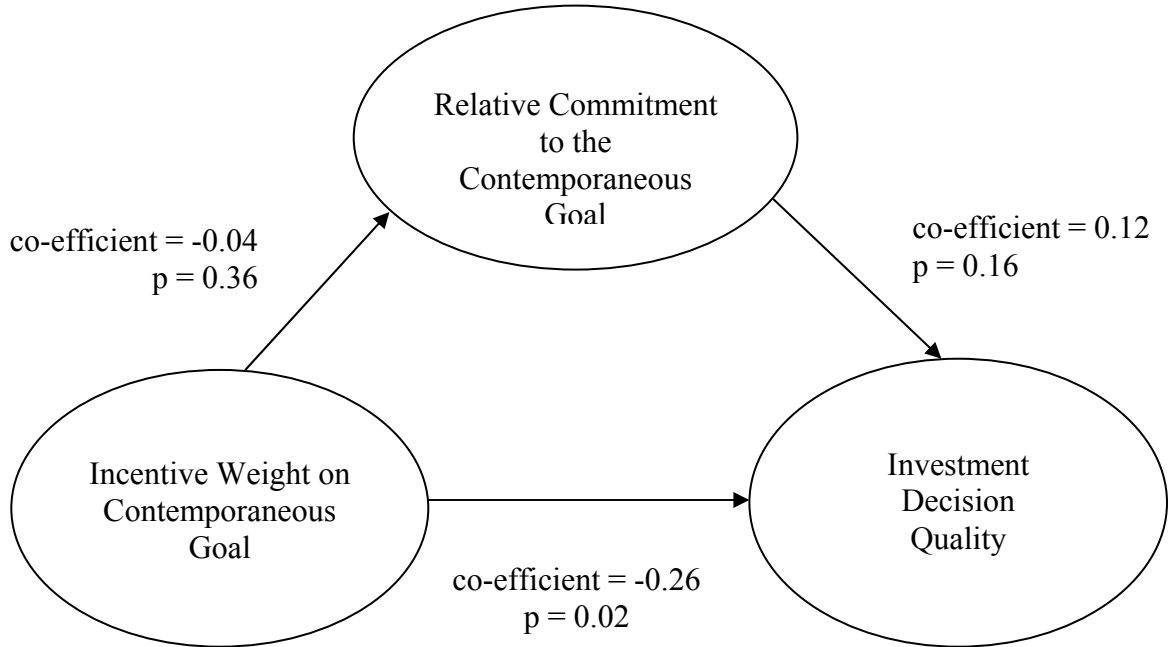 Relative Commitment
to the
Contemporaneous
Goal
co-efficient = -0.04
p = 0.36
co-efficient = 0.12
p = 0.16
Incentive Weight on
Contemporaneous
Goal
Investment
Decision
Quality
co-efficient = -0.26
p = 0.02